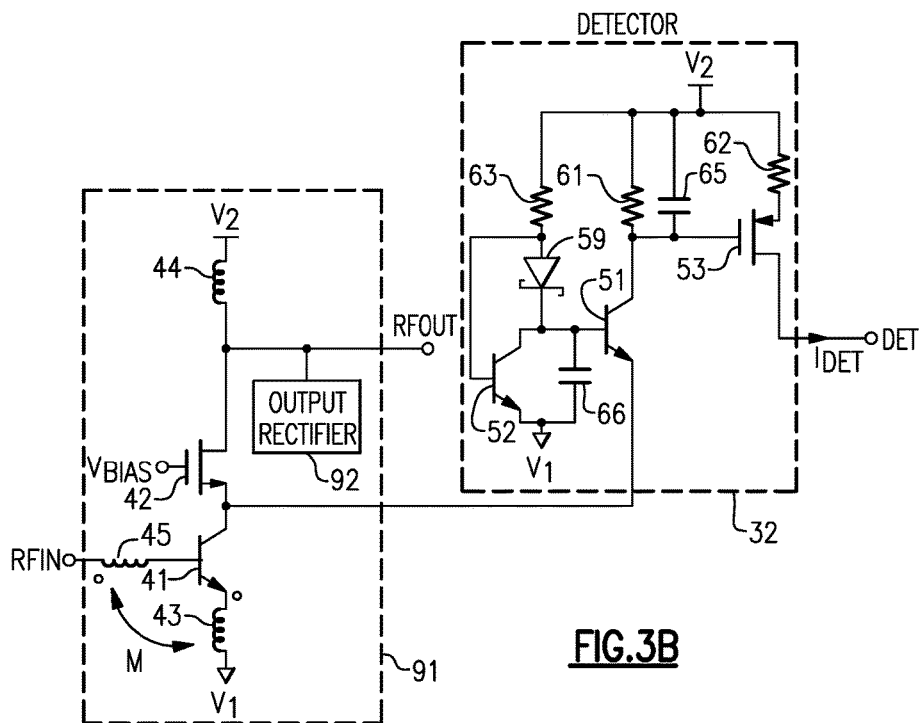 DETECTOR
V2
63
61
65
62
59
51
53
52
66
V1
DET
IDET
32
V2
44
RFOUT
OUTPUT
RECTIFIER
92
VBIAS
42
45
RFIN
41
43
M
V1
91
FIG.3B